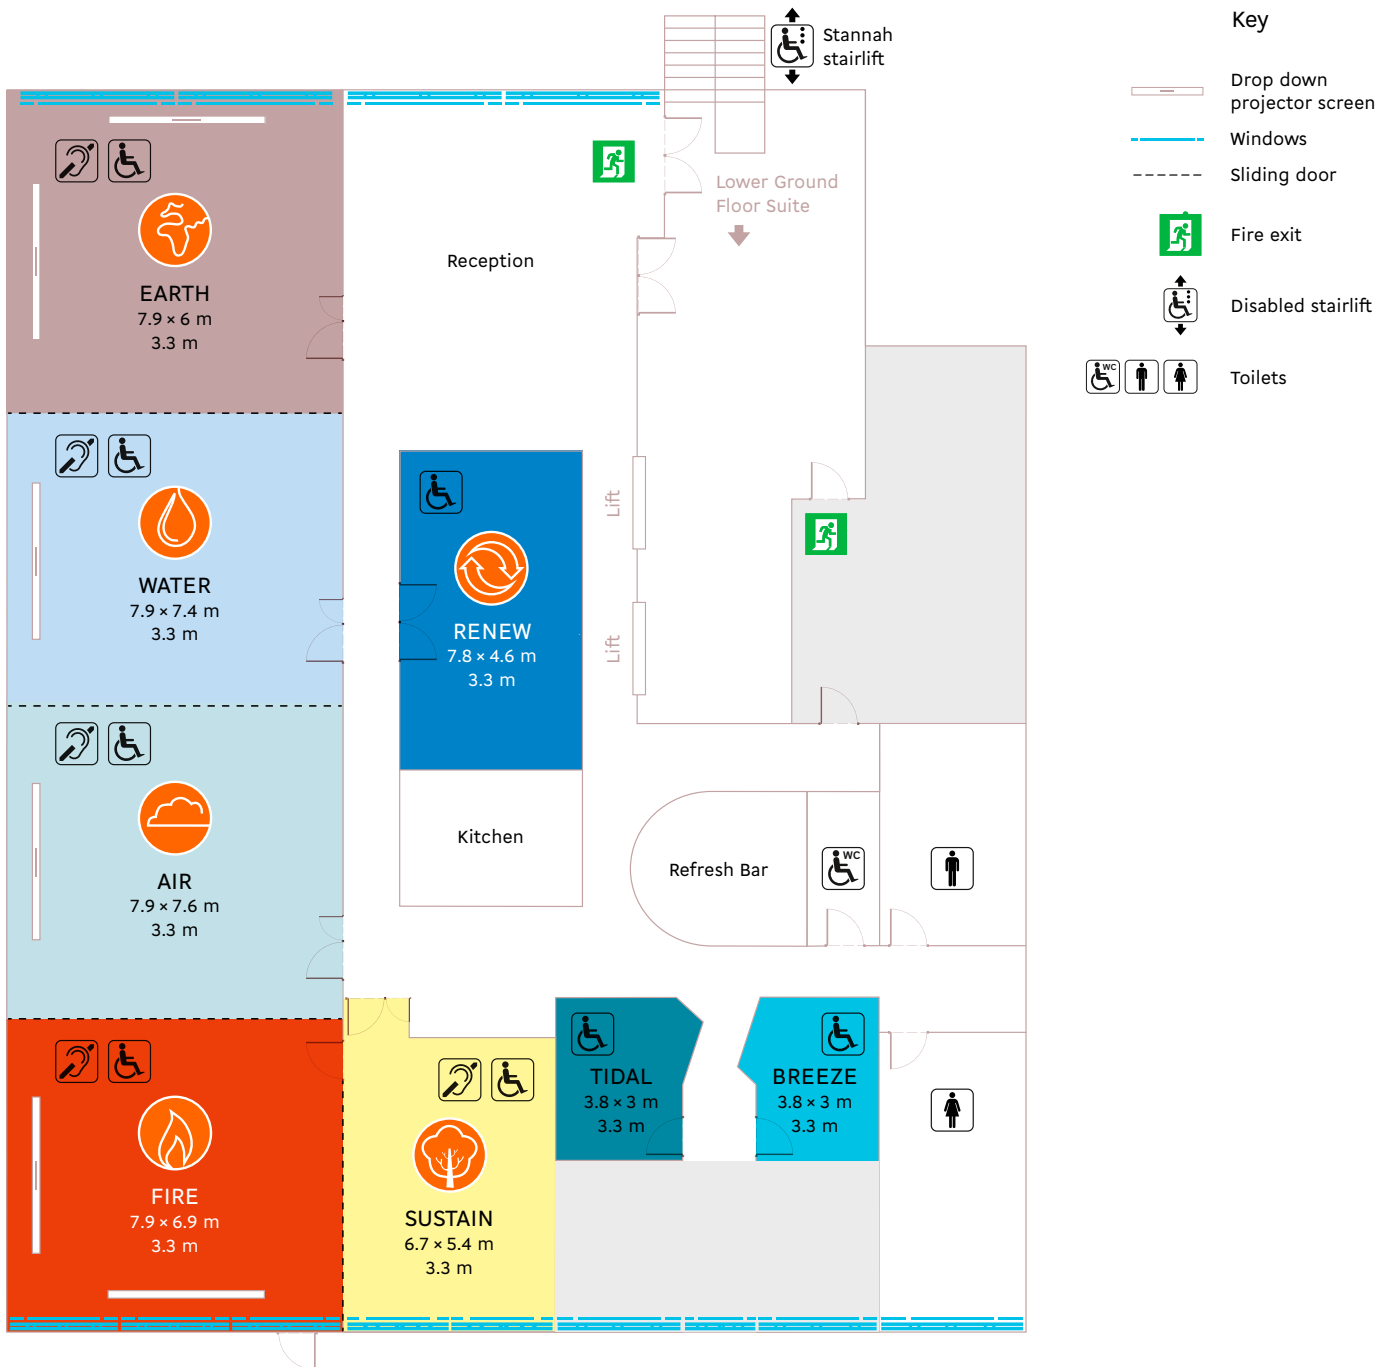 Stannah
stairlift
Key
Drop down
projector screen
Windows
Sliding door
Fire exit
Disabled stairlift
WC
Toilets
Lower Ground
Floor Suite
Reception
EARTH
7.9 × 6 m
3.3 m
WATER
7.9 × 7.4 m
3.3 m
Lift
RENEW
7.8 × 4.6 m
3.3 m
Lift
AIR
7.9 × 7.6 m
3.3 m
Kitchen
Refresh Bar
WC
TIDAL
3.8 × 3 m
3.3 m
BREEZE
3.8 × 3 m
3.3 m
FIRE
7.9 × 6.9 m
3.3 m
SUSTAIN
6.7 × 5.4 m
3.3 m